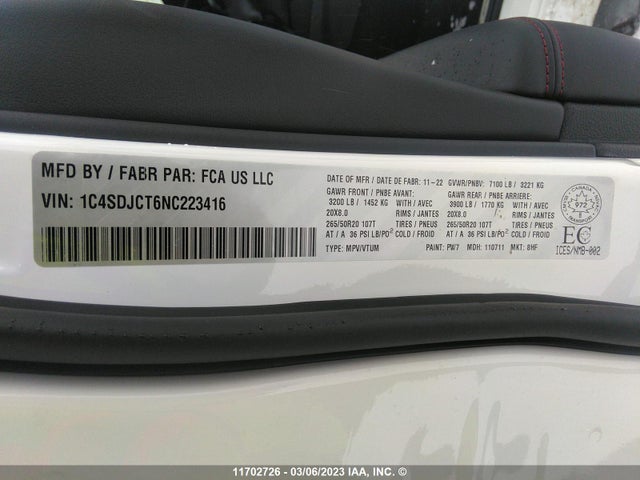 MFD BY / FABR PAR: FCA US LLC
VIN: 1C4SDJCT6NC223416
DATE OF MFR / DATE DE FABR: 11-22 GVWR/PNBV: 7100 LB / 3221 KG
GAWR FRONT / PNBE AVANT: GAWR REAR / PNBE ARRIERE:
3200 LB / 1452 KG WITH / AVEC 3900 LB / 1770 KG WITH / AVEC
20X8.0 RIMS / JANTES 20X8.0 RIMS / JANTES
265/50R20 107T TIRES / PNEUS 265/50R20 107T TIRES / PNEUS
AT / A 36 PSI LB/PO² COLD / FROID AT / A 36 PSI LB/PO² COLD / FROID
TYPE: MPV/VTUM PAINT: PW7 MDH: 110711 MKT: BHF
CANADA
972
EC
ICES/NMB-002
11702726 - 03/06/2023 IAA, INC. ©